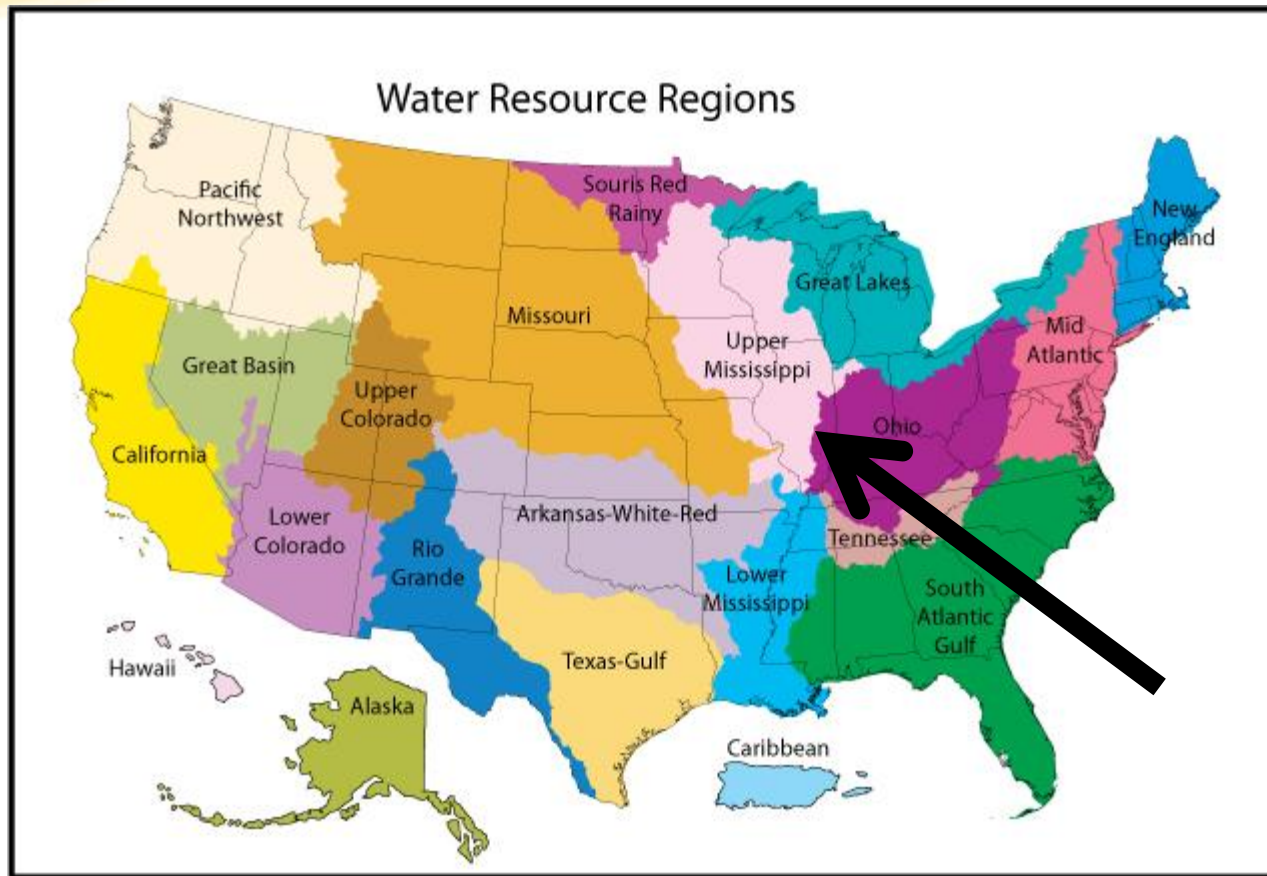 Water Resource Regions
Pacific
Northwest
Souris Red
Rainy
New
England
Great Lakes
Missouri
Mid
Atlantic
Upper
Mississippi
Great Basin
Upper
Colorado
Ohio
California
Arkansas-White-Red
Lower
Colorado
Tennessee
Rio
Grande
Lower
Mississippi
South
Atlantic
Gulf
Texas-Gulf
Hawaii
Alaska
Caribbean